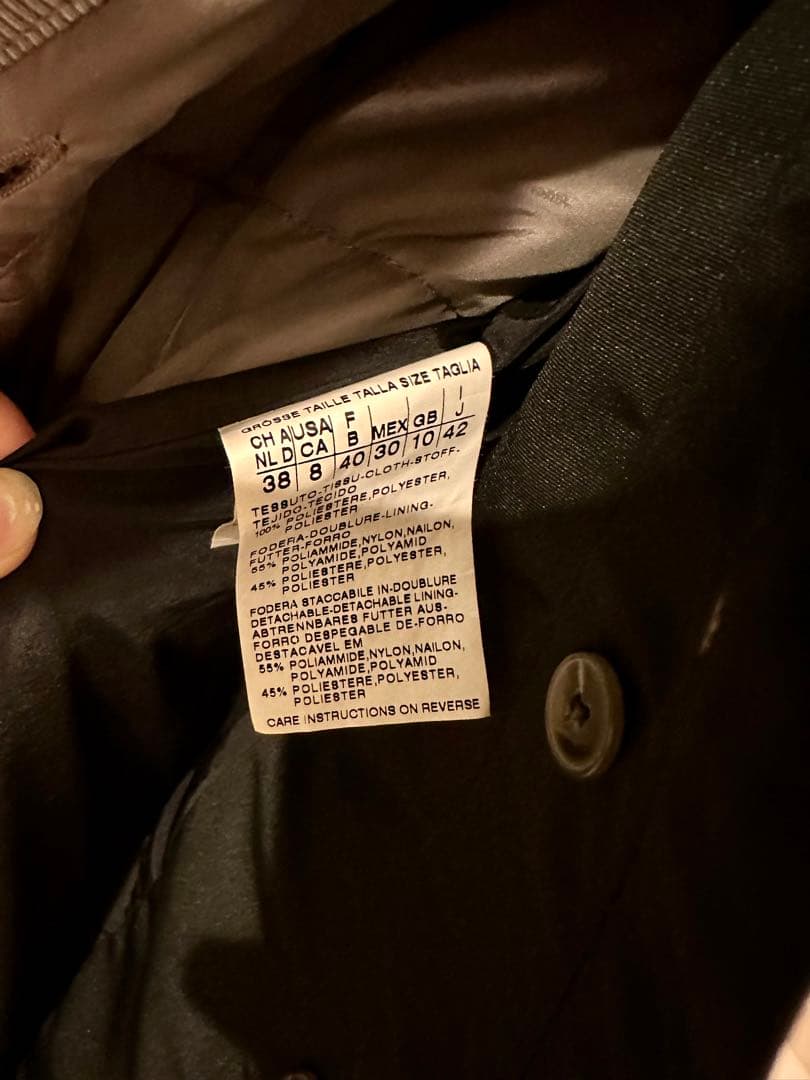 GRÖSSE TAILLE TALLA SIZE TAGLIA
CH A USA F I
NL D CA B MEX GB J
38 8 40 30 10 42
TESSUTO-TISSU-CLOTH-STOFF-
TEJIDO-TECIDO
100% POLIESTERE,POLYESTER,
POLIESTER
FODERA-DOUBLURE-LINING-
FUTTER-FORRO
55% POLIAMMIDE,NYLON,NAILON,
POLYAMIDE,POLYAMID
45% POLIESTERE,POLYESTER,
POLIESTER
FODERA STACCABILE IN-DOUBLURE
DETACHABLE-DETACHABLE LINING-
ABTRENNBARES FUTTER AUS-
FORRO DESPEGABLE DE-FORRO
DESTACAVEL EM
55% POLIAMMIDE,NYLON,NAILON,
POLYAMIDE,POLYAMID
45% POLIESTERE,POLYESTER,
POLIESTER
CARE INSTRUCTIONS ON REVERSE